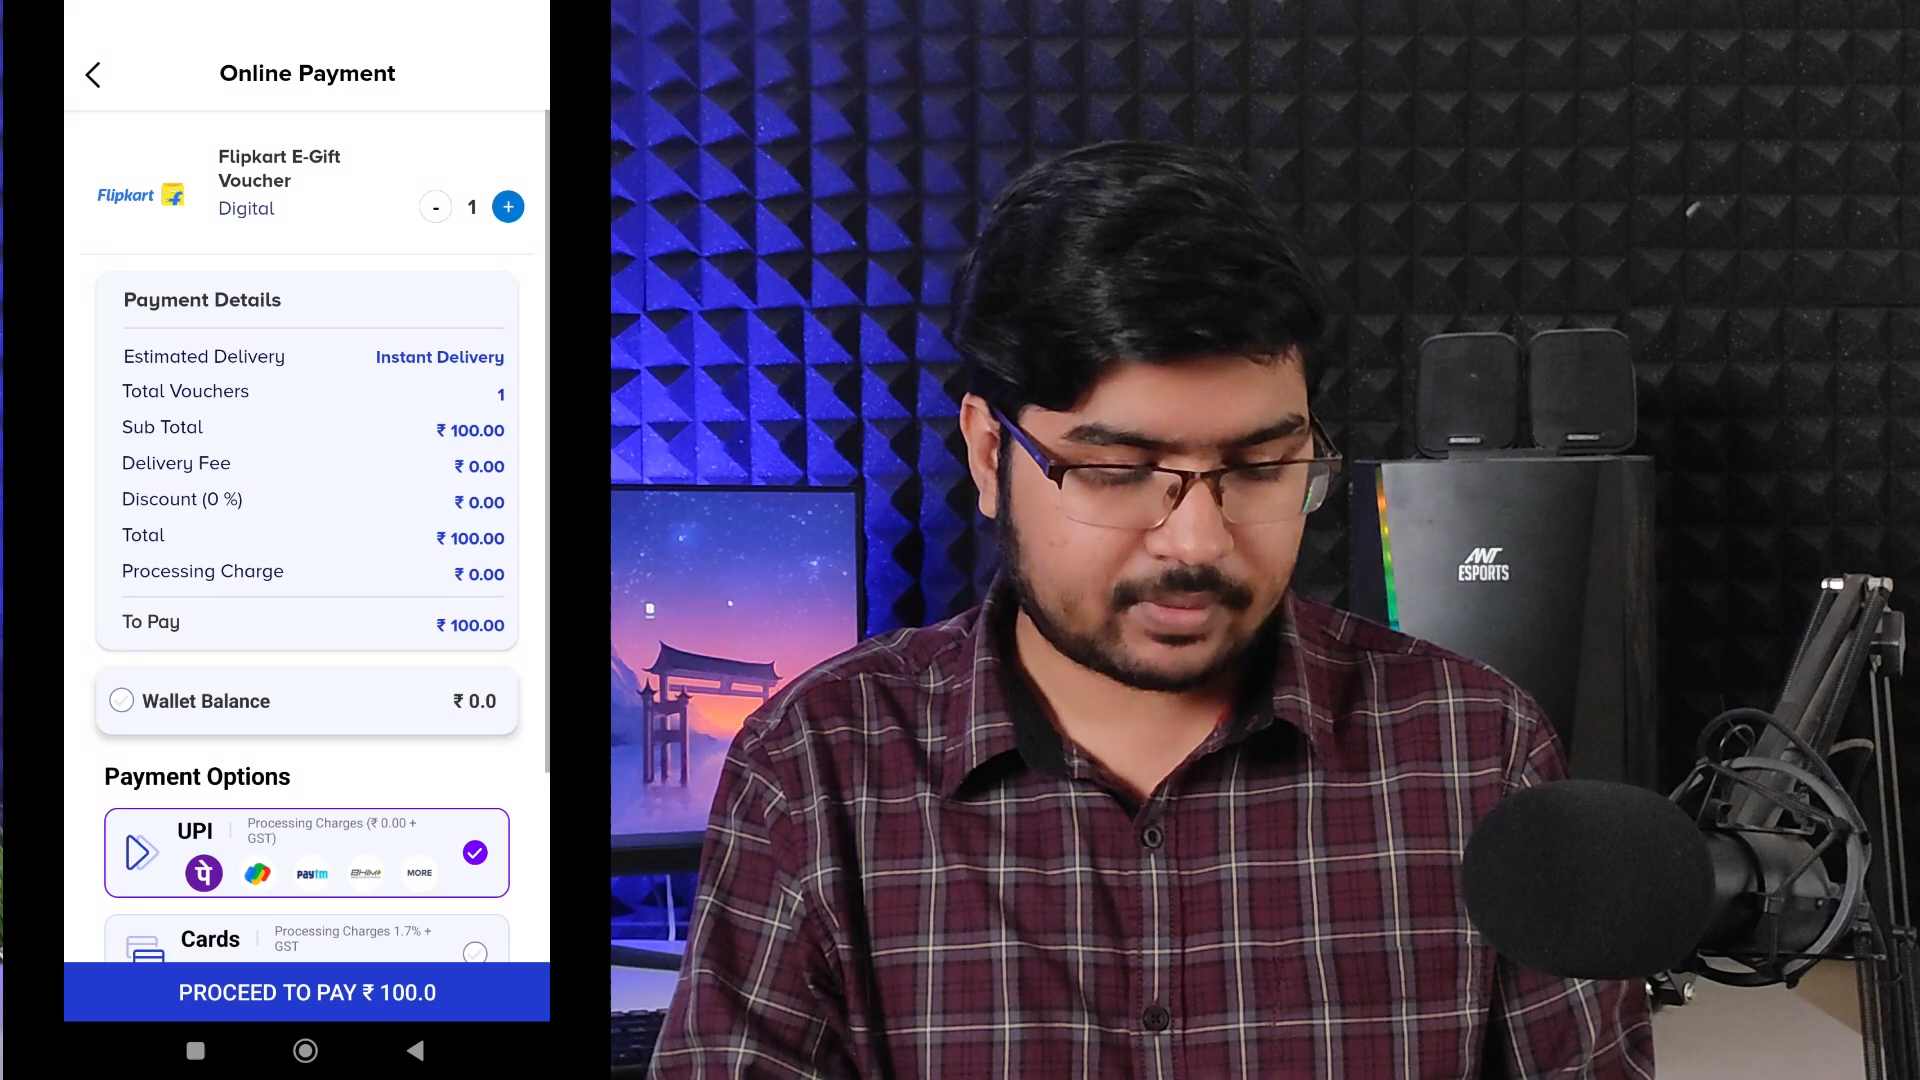 Online Payment
Flipkart
Flipkart E-Gift
Voucher
Digital
- 1 +
Payment Details
Estimated Delivery Instant Delivery
Total Vouchers 1
Sub Total ₹ 100.00
Delivery Fee ₹ 0.00
Discount (0 %) ₹ 0.00
Total ₹ 100.00
Processing Charge ₹ 0.00
To Pay ₹ 100.00
Wallet Balance ₹ 0.0
Payment Options
UPI Processing Charges (₹ 0.00 +
GST)
पे paytm BHIM MORE
Cards Processing Charges 1.7% +
GST
PROCEED TO PAY ₹ 100.0
ANT
ESPORTS